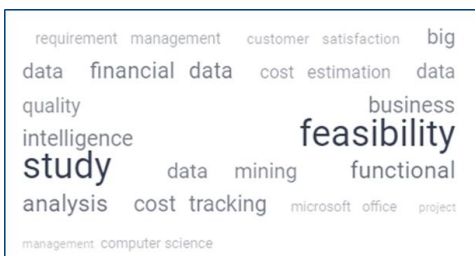 requirement management customer satisfaction big
data financial data cost estimation data
quality business
intelligence feasibility
study data mining functional
analysis cost tracking microsoft office project
management computer science